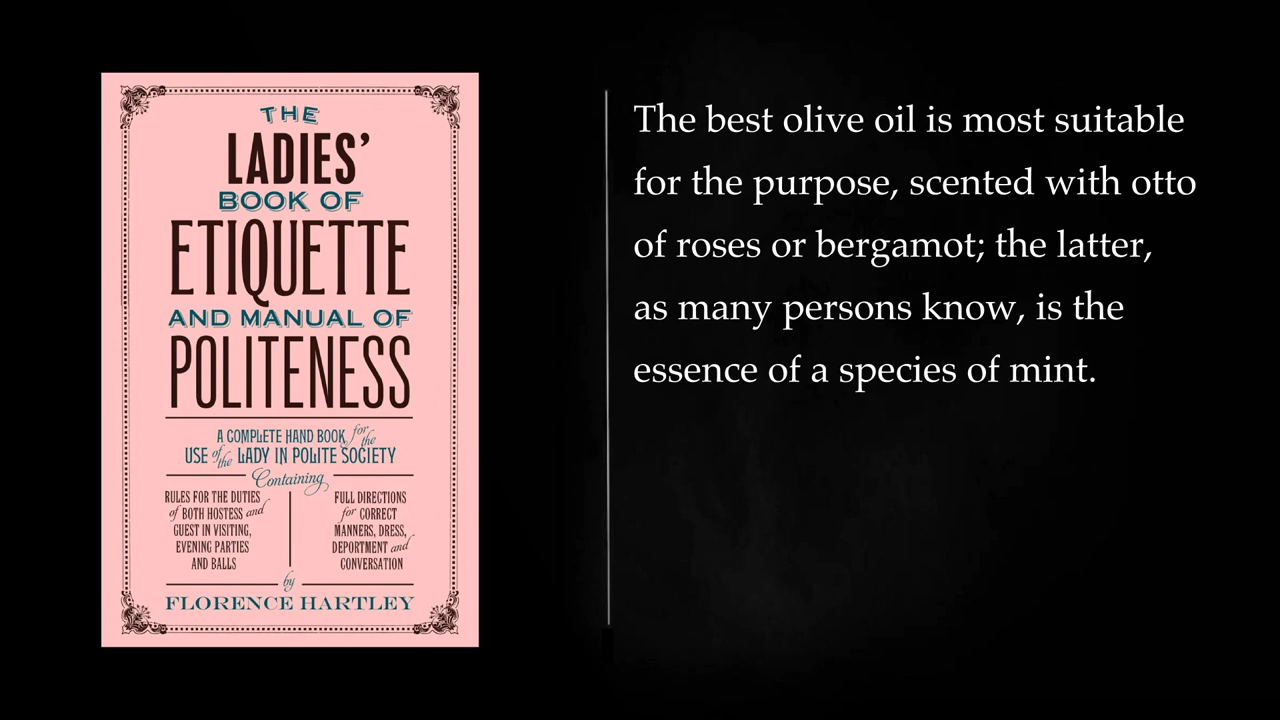 THE
LADIES'
BOOK OF
ETIQUETTE
AND MANUAL OF
POLITENESS
A COMPLETE HAND BOOK for the
USE of the LADY IN POLITE SOCIETY
Containing
RULES FOR THE DUTIES
of BOTH HOSTESS and
GUEST IN VISITING,
EVENING PARTIES
AND BALLS
FULL DIRECTIONS
for CORRECT
MANNERS, DRESS,
DEPORTMENT and
CONVERSATION
by
FLORENCE HARTLEY
The best olive oil is most suitable
for the purpose, scented with otto
of roses or bergamot; the latter,
as many persons know, is the
essence of a species of mint.